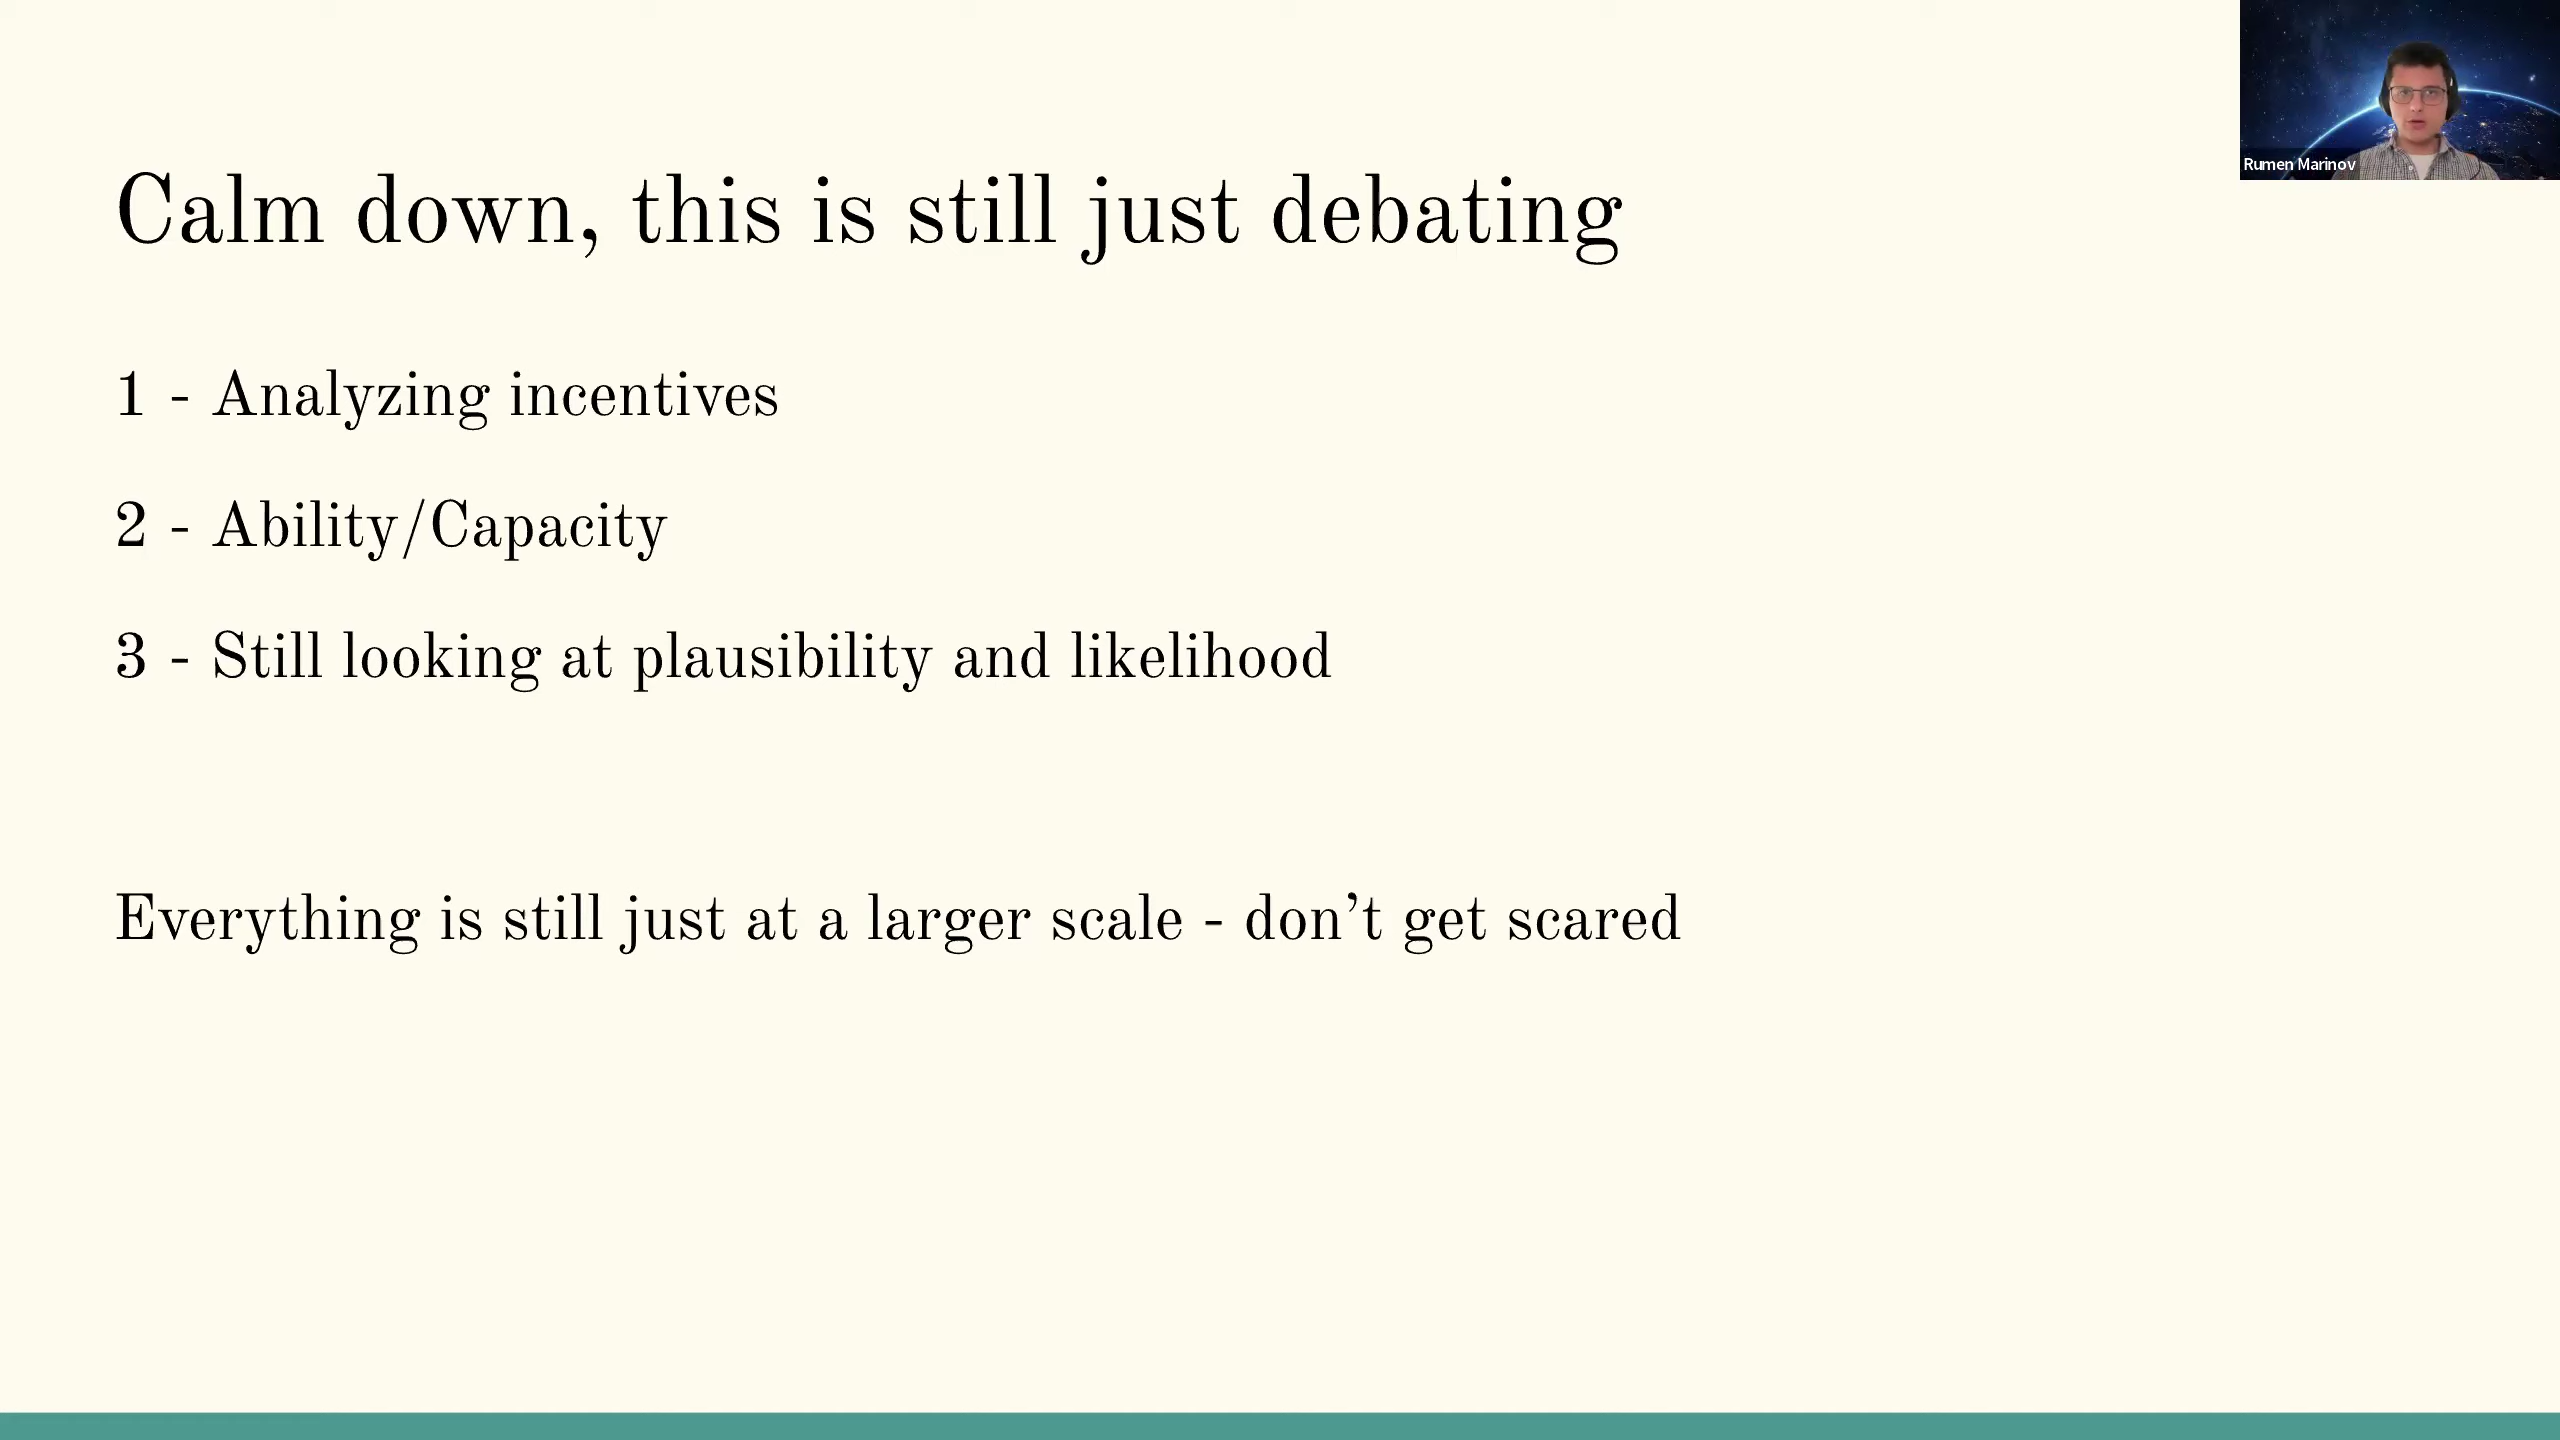 Calm down, this is still just debating
1 - Analyzing incentives
2 - Ability/Capacity
3 - Still looking at plausibility and likelihood
Everything is still just at a larger scale - don’t get scared
Rumen Marinov